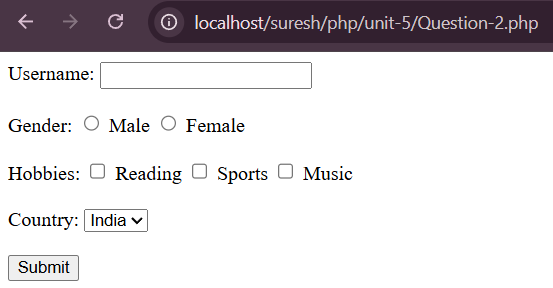 localhost/suresh/php/unit-5/Question-2.php
Username:
Gender: Male Female
Hobbies: Reading Sports Music
Country: India
Submit